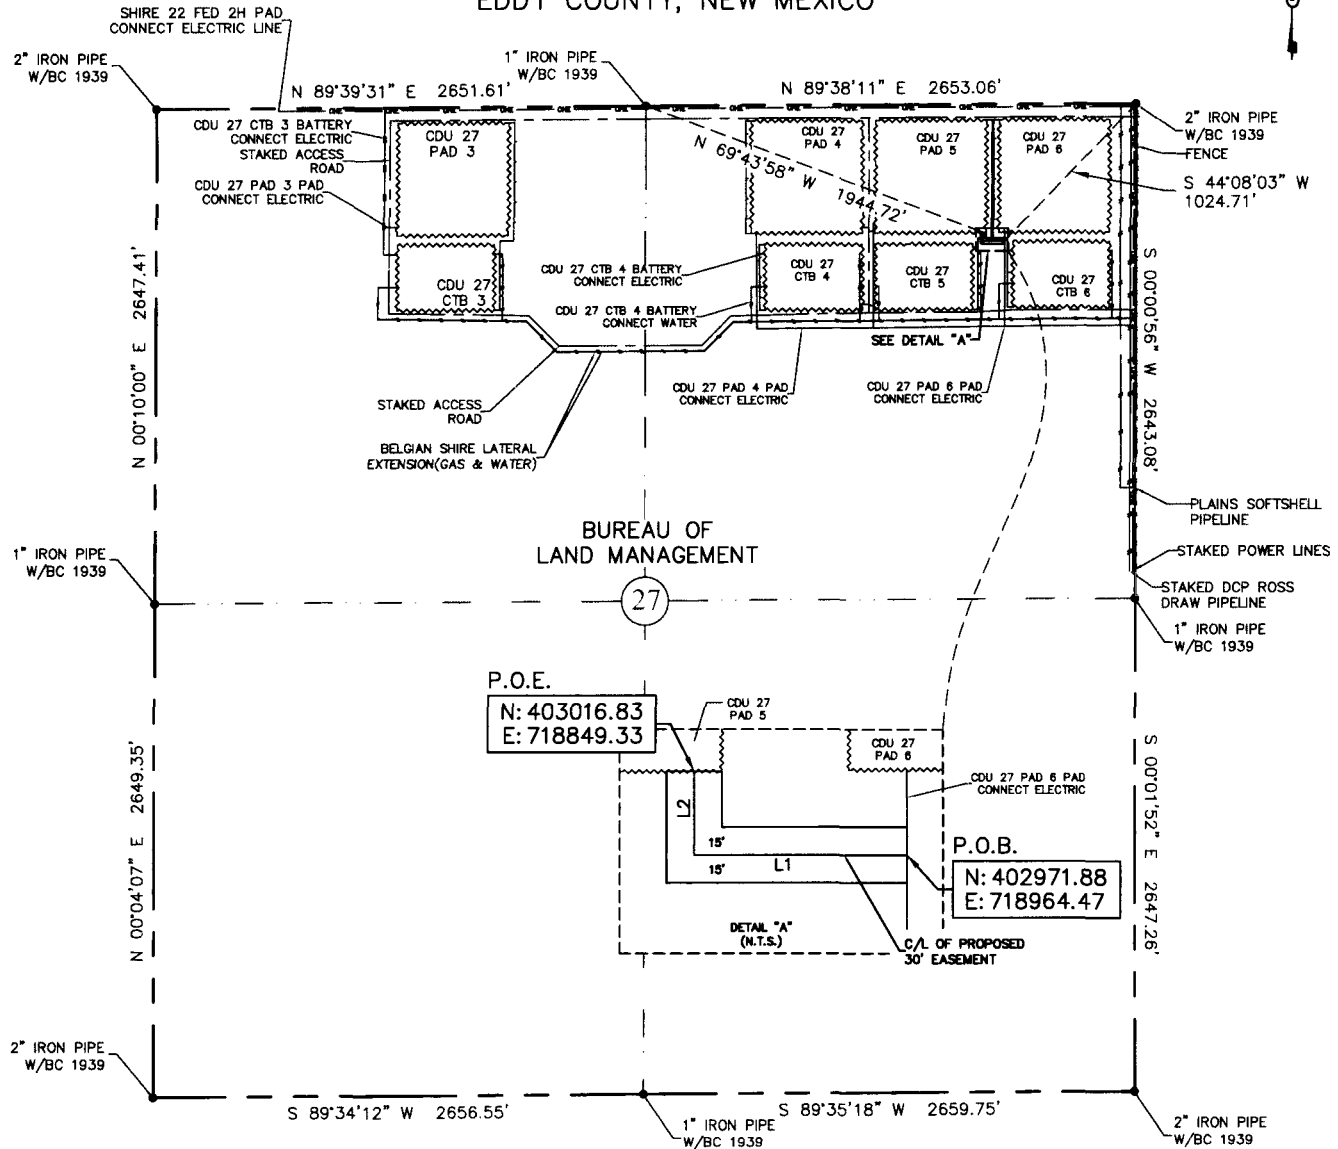 EDDY COUNTY, NEW MEXICO
SHIRE 22 FED 2H PAD
CONNECT ELECTRIC LINE
2" IRON PIPE
W/BC 1939
1" IRON PIPE
W/BC 1939
N 89°39'31" E 2651.61'
N 89°38'11" E 2653.06'
2" IRON PIPE
W/BC 1939
FENCE
S 44°08'03" W
1024.71'
CDU 27 CTB 3 BATTERY
CONNECT ELECTRIC
STAKED ACCESS
ROAD
CDU 27 PAD 3 PAD
CONNECT ELECTRIC
CDU 27
PAD 3
CDU 27
PAD 4
CDU 27
PAD 5
CDU 27
PAD 6
N 69°43'58" W 1944.72'
CDU 27
CTB 3
CDU 27 CTB 4 BATTERY
CONNECT ELECTRIC
CDU 27 CTB 4 BATTERY
CONNECT WATER
CDU 27
CTB 4
CDU 27
CTB 5
CDU 27
CTB 6
N 00°10'00" E 2647.41'
S 00°00'56" W 2643.08'
SEE DETAIL "A"
CDU 27 PAD 4 PAD
CONNECT ELECTRIC
CDU 27 PAD 6 PAD
CONNECT ELECTRIC
STAKED ACCESS
ROAD
BELGIAN SHIRE LATERAL
EXTENSION(GAS & WATER)
PLAINS SOFTSHELL
PIPELINE
BUREAU OF
LAND MANAGEMENT
STAKED POWER LINES
1" IRON PIPE
W/BC 1939
27
STAKED DCP ROSS
DRAW PIPELINE
1" IRON PIPE
W/BC 1939
P.O.E.
N: 403016.83
E: 718849.33
CDU 27
PAD 5
CDU 27
PAD 6
CDU 27 PAD 6 PAD
CONNECT ELECTRIC
L2
15'
15'
L1
P.O.B.
N: 402971.88
E: 718964.47
DETAIL "A"
(N.T.S.)
C/L OF PROPOSED
30' EASEMENT
N 00°04'07" E 2649.35'
S 00°01'52" E 2647.26'
2" IRON PIPE
W/BC 1939
S 89°34'12" W 2656.55'
1" IRON PIPE
W/BC 1939
S 89°35'18" W 2659.75'
2" IRON PIPE
W/BC 1939